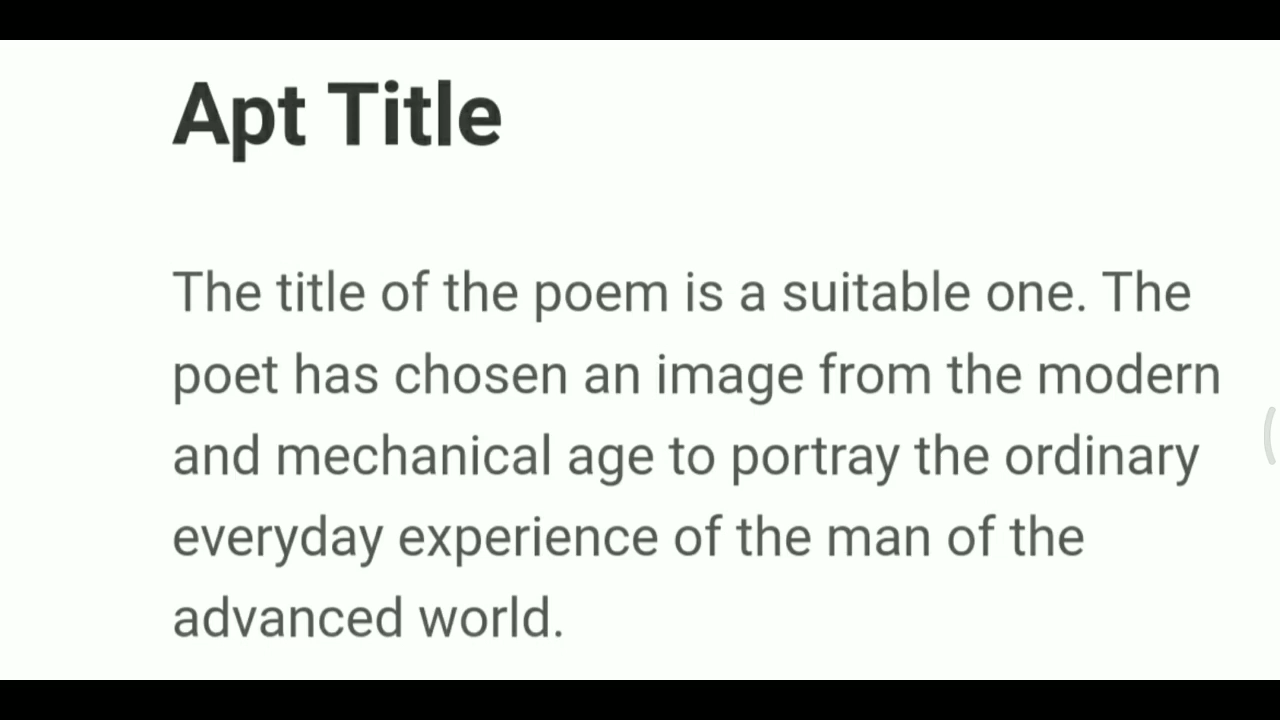 Apt Title
The title of the poem is a suitable one. The
poet has chosen an image from the modern
and mechanical age to portray the ordinary
everyday experience of the man of the
advanced world.